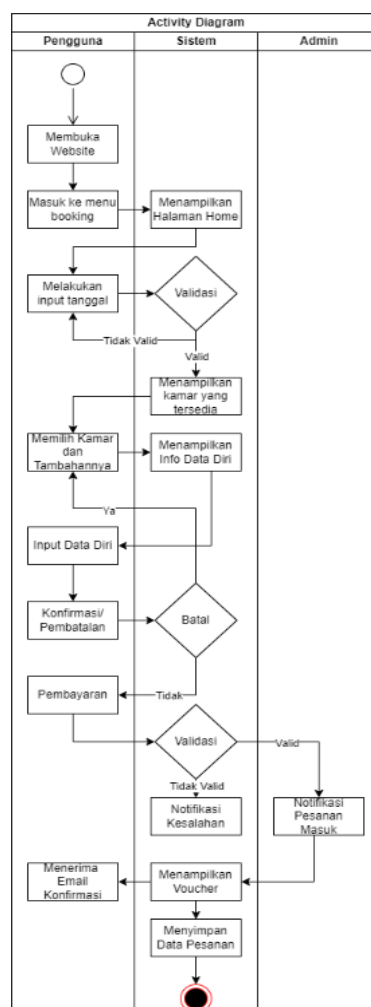 Activity Diagram
Pengguna
Sistem
Admin
Membuka
Website
Masuk ke menu
booking
Menampilkan
Halaman Home
Melakukan
input tanggal
Validasi
Tidak Valid
Valid
Menampilkan
kamar yang
tersedia
Memilih Kamar
dan
Tambahannya
Menampilkan
Info Data Diri
Ya
Input Data Diri
Konfirmasi/
Pembatalan
Batal
Pembayaran
Tidak
Validasi
Valid
Tidak Valid
Notifikasi
Kesalahan
Notifikasi
Pesanan
Masuk
Menerima
Email
Konfirmasi
Menampilkan
Voucher
Menyimpan
Data Pesanan